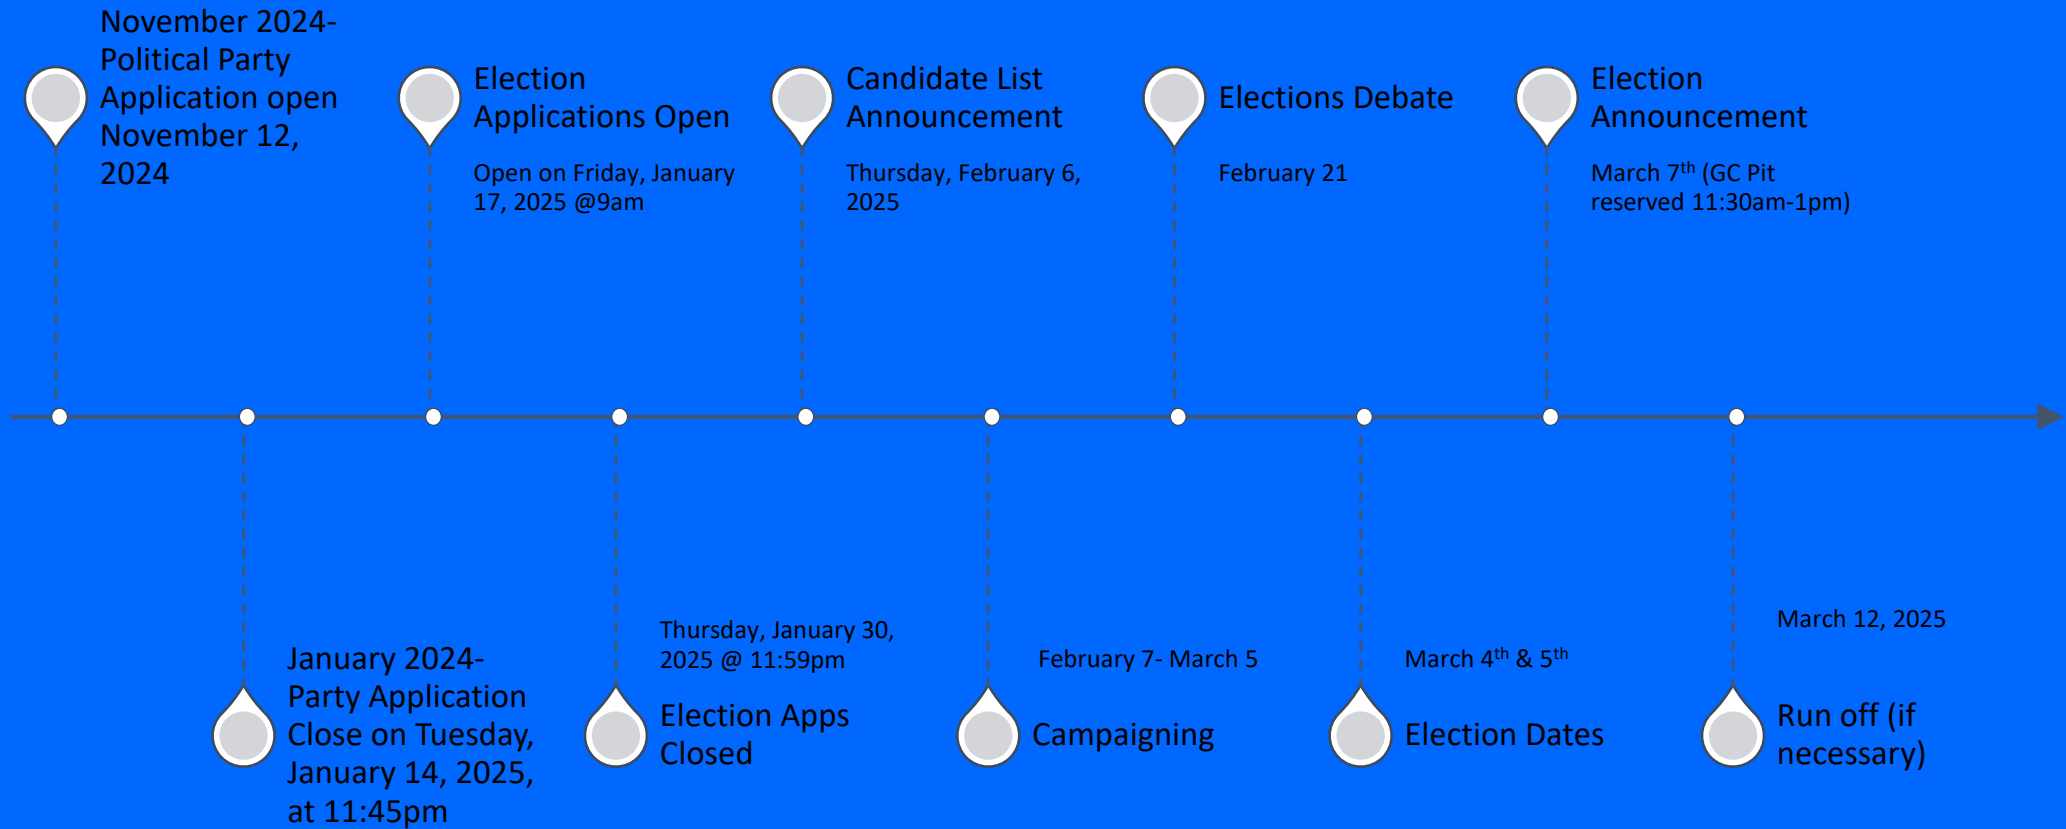 November 2024-
Political Party
Application open
November 12,
2024
Election
Applications Open
Open on Friday, January
17, 2025 @9am
Candidate List
Announcement
Thursday, February 6,
2025
Elections Debate
February 21
Election
Announcement
March 7th (GC Pit
reserved 11:30am-1pm)
January 2024-
Party Application
Close on Tuesday,
January 14, 2025,
at 11:45pm
Thursday, January 30,
2025 @ 11:59pm
Election Apps
Closed
February 7- March 5
Campaigning
March 4th & 5th
Election Dates
March 12, 2025
Run off (if
necessary)